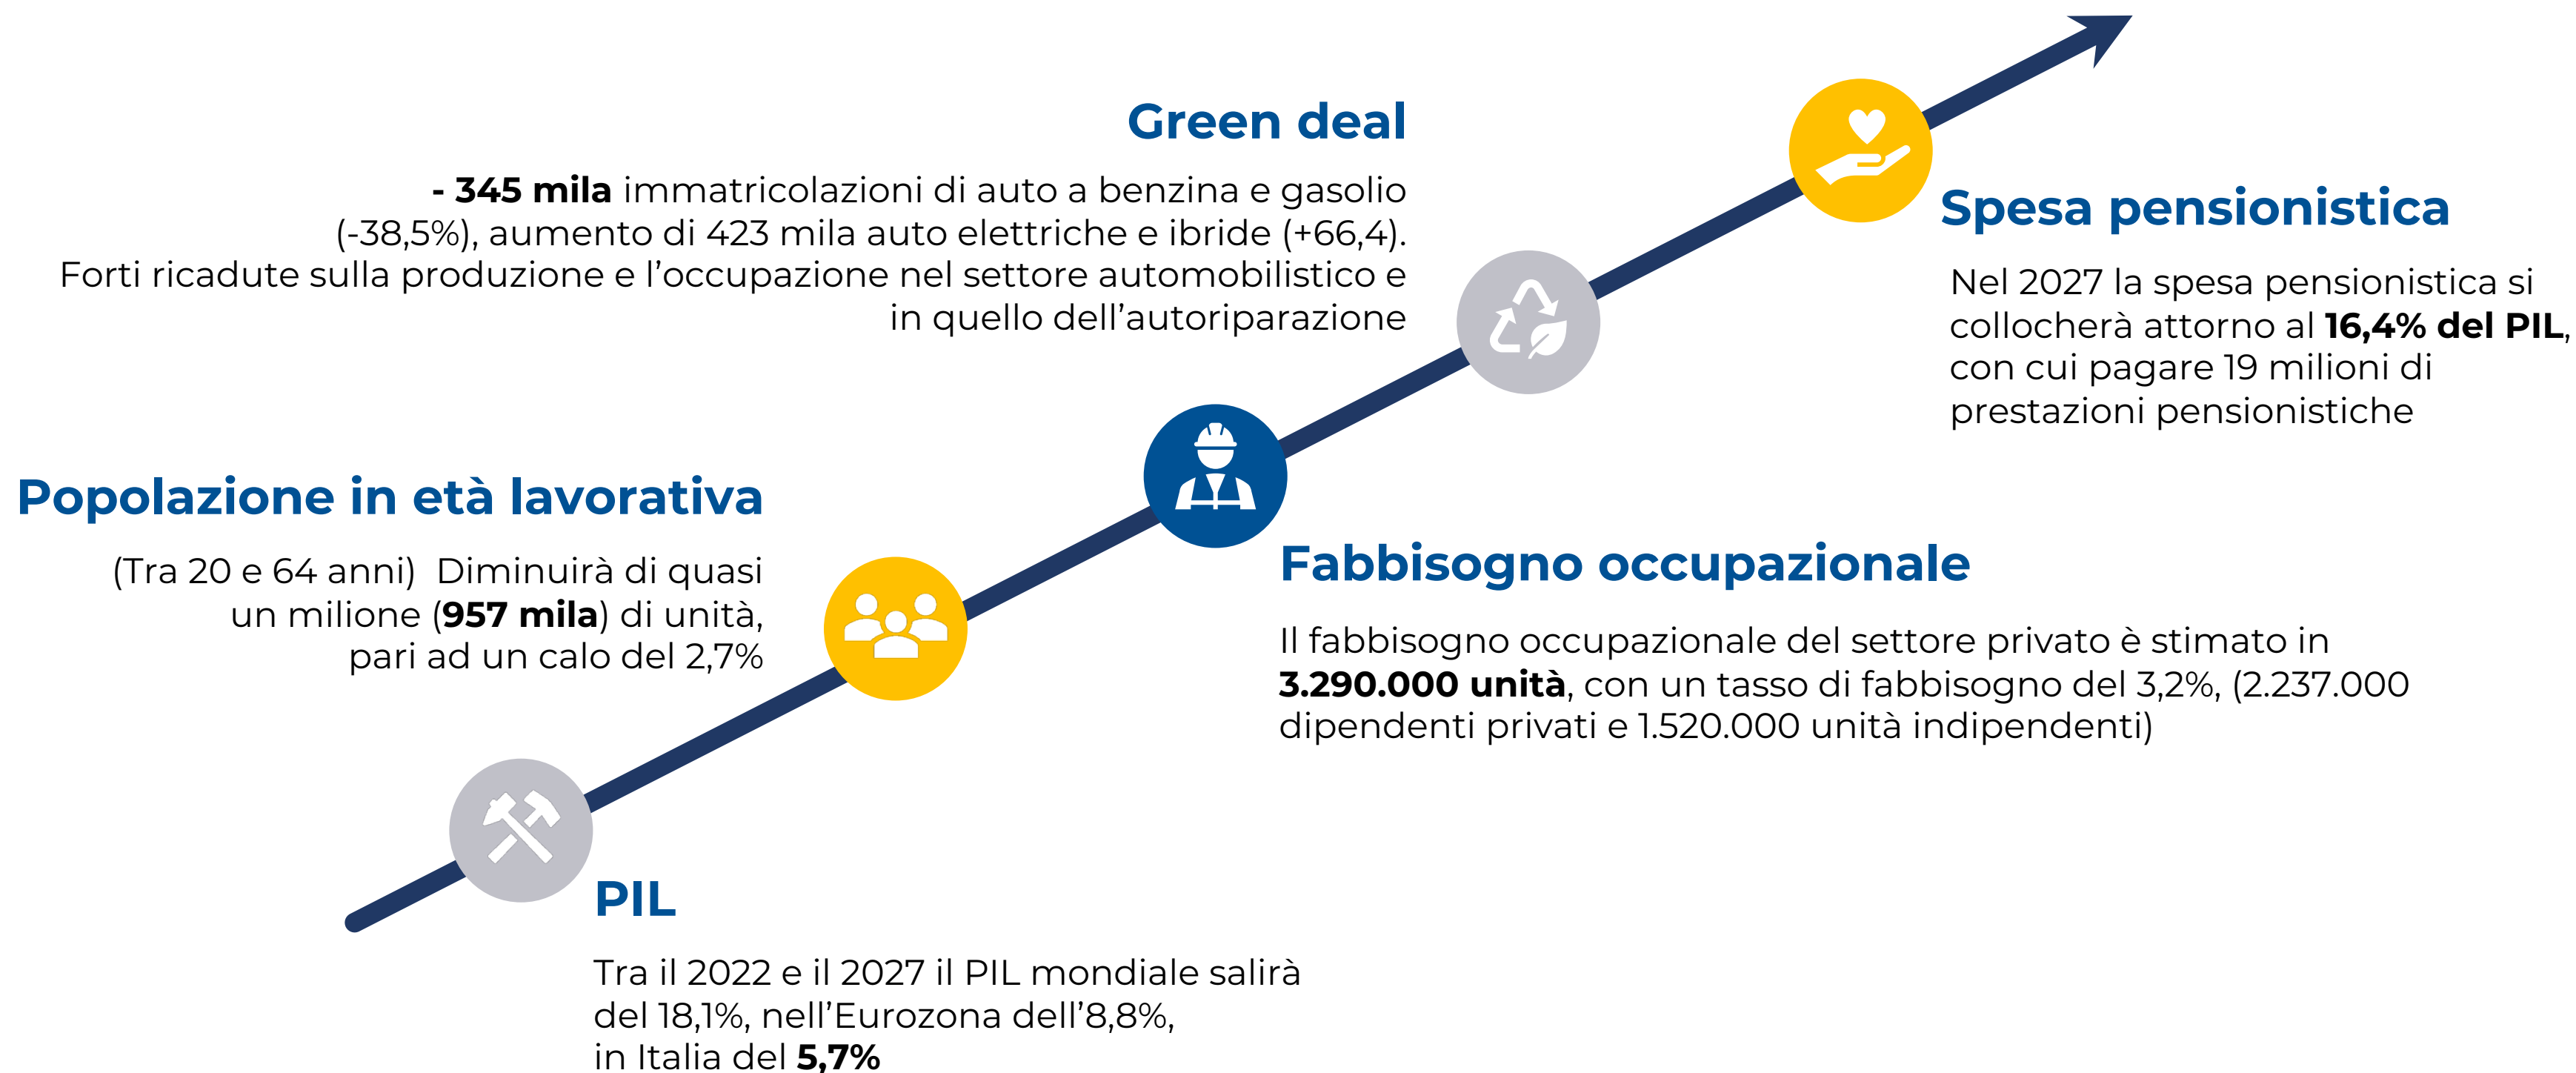 Green deal
- 345 mila immatricolazioni di auto a benzina e gasolio
(-38,5%), aumento di 423 mila auto elettriche e ibride (+66,4).
Forti ricadute sulla produzione e l’occupazione nel settore automobilistico e
in quello dell’autoriparazione
Spesa pensionistica
Nel 2027 la spesa pensionistica si
collocherà attorno al 16,4% del PIL,
con cui pagare 19 milioni di
prestazioni pensionistiche
Popolazione in età lavorativa
(Tra 20 e 64 anni) Diminuirà di quasi
un milione (957 mila) di unità,
pari ad un calo del 2,7%
Fabbisogno occupazionale
Il fabbisogno occupazionale del settore privato è stimato in
3.290.000 unità, con un tasso di fabbisogno del 3,2%, (2.237.000
dipendenti privati e 1.520.000 unità indipendenti)
PIL
Tra il 2022 e il 2027 il PIL mondiale salirà
del 18,1%, nell’Eurozona dell’8,8%,
in Italia del 5,7%